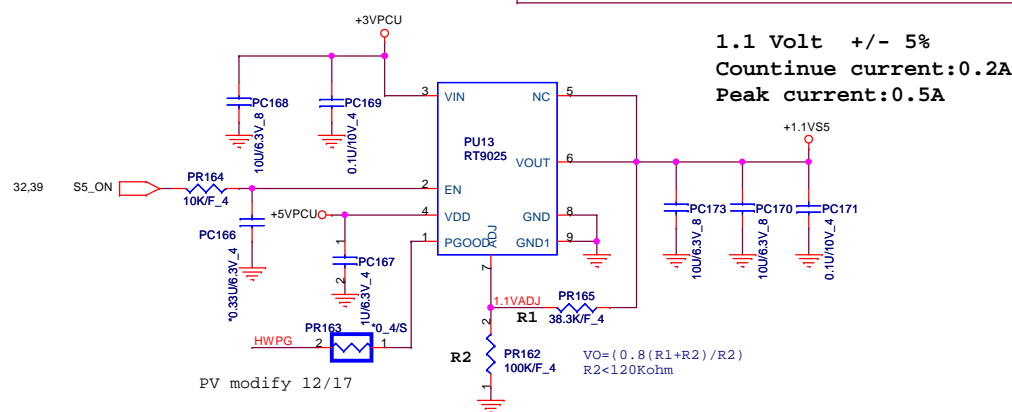 +3VPCU
1.1 Volt +/- 5%
Countinue current:0.2A
Peak current:0.5A
PC168
10U/6.3V_8
PC169
0.1U/10V_4
3
VIN
NC
5
PU13
RT9025
+1.1VS5
VOUT
6
32,39
S5_ON
PR164
10K/F_4
2
EN
PC166
*0.33U/6.3V_4
+5VPCU
4
VDD
GND
8
1
PGOOD
ADJ
GND1
9
7
PC173
10U/6.3V_8
PC170
10U/6.3V_8
PC171
0.1U/10V_4
1
2
PC167
1U/6.3V_4
1.1VADJ
R1
PR165
38.3K/F_4
HWPG
2
PR163
1
*0_4/S
R2
2
PR162
100K/F_4
1
VO=(0.8(R1+R2)/R2)
R2<120Kohm
PV modify 12/17